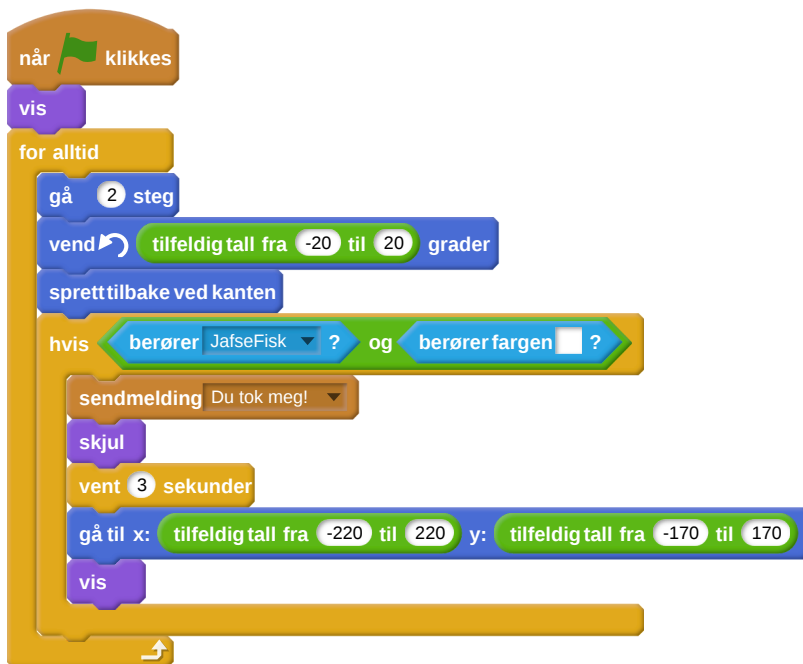 når klikkes
vis
for alltid
gå 2 steg
vend tilfeldig tall fra -20 til 20 grader
sprett tilbake ved kanten
hvis berører JafseFisk ? og berører fargen ?
send melding Du tok meg!
skjul
vent 3 sekunder
gå til x: tilfeldig tall fra -220 til 220 y: tilfeldig tall fra -170 til 170
vis